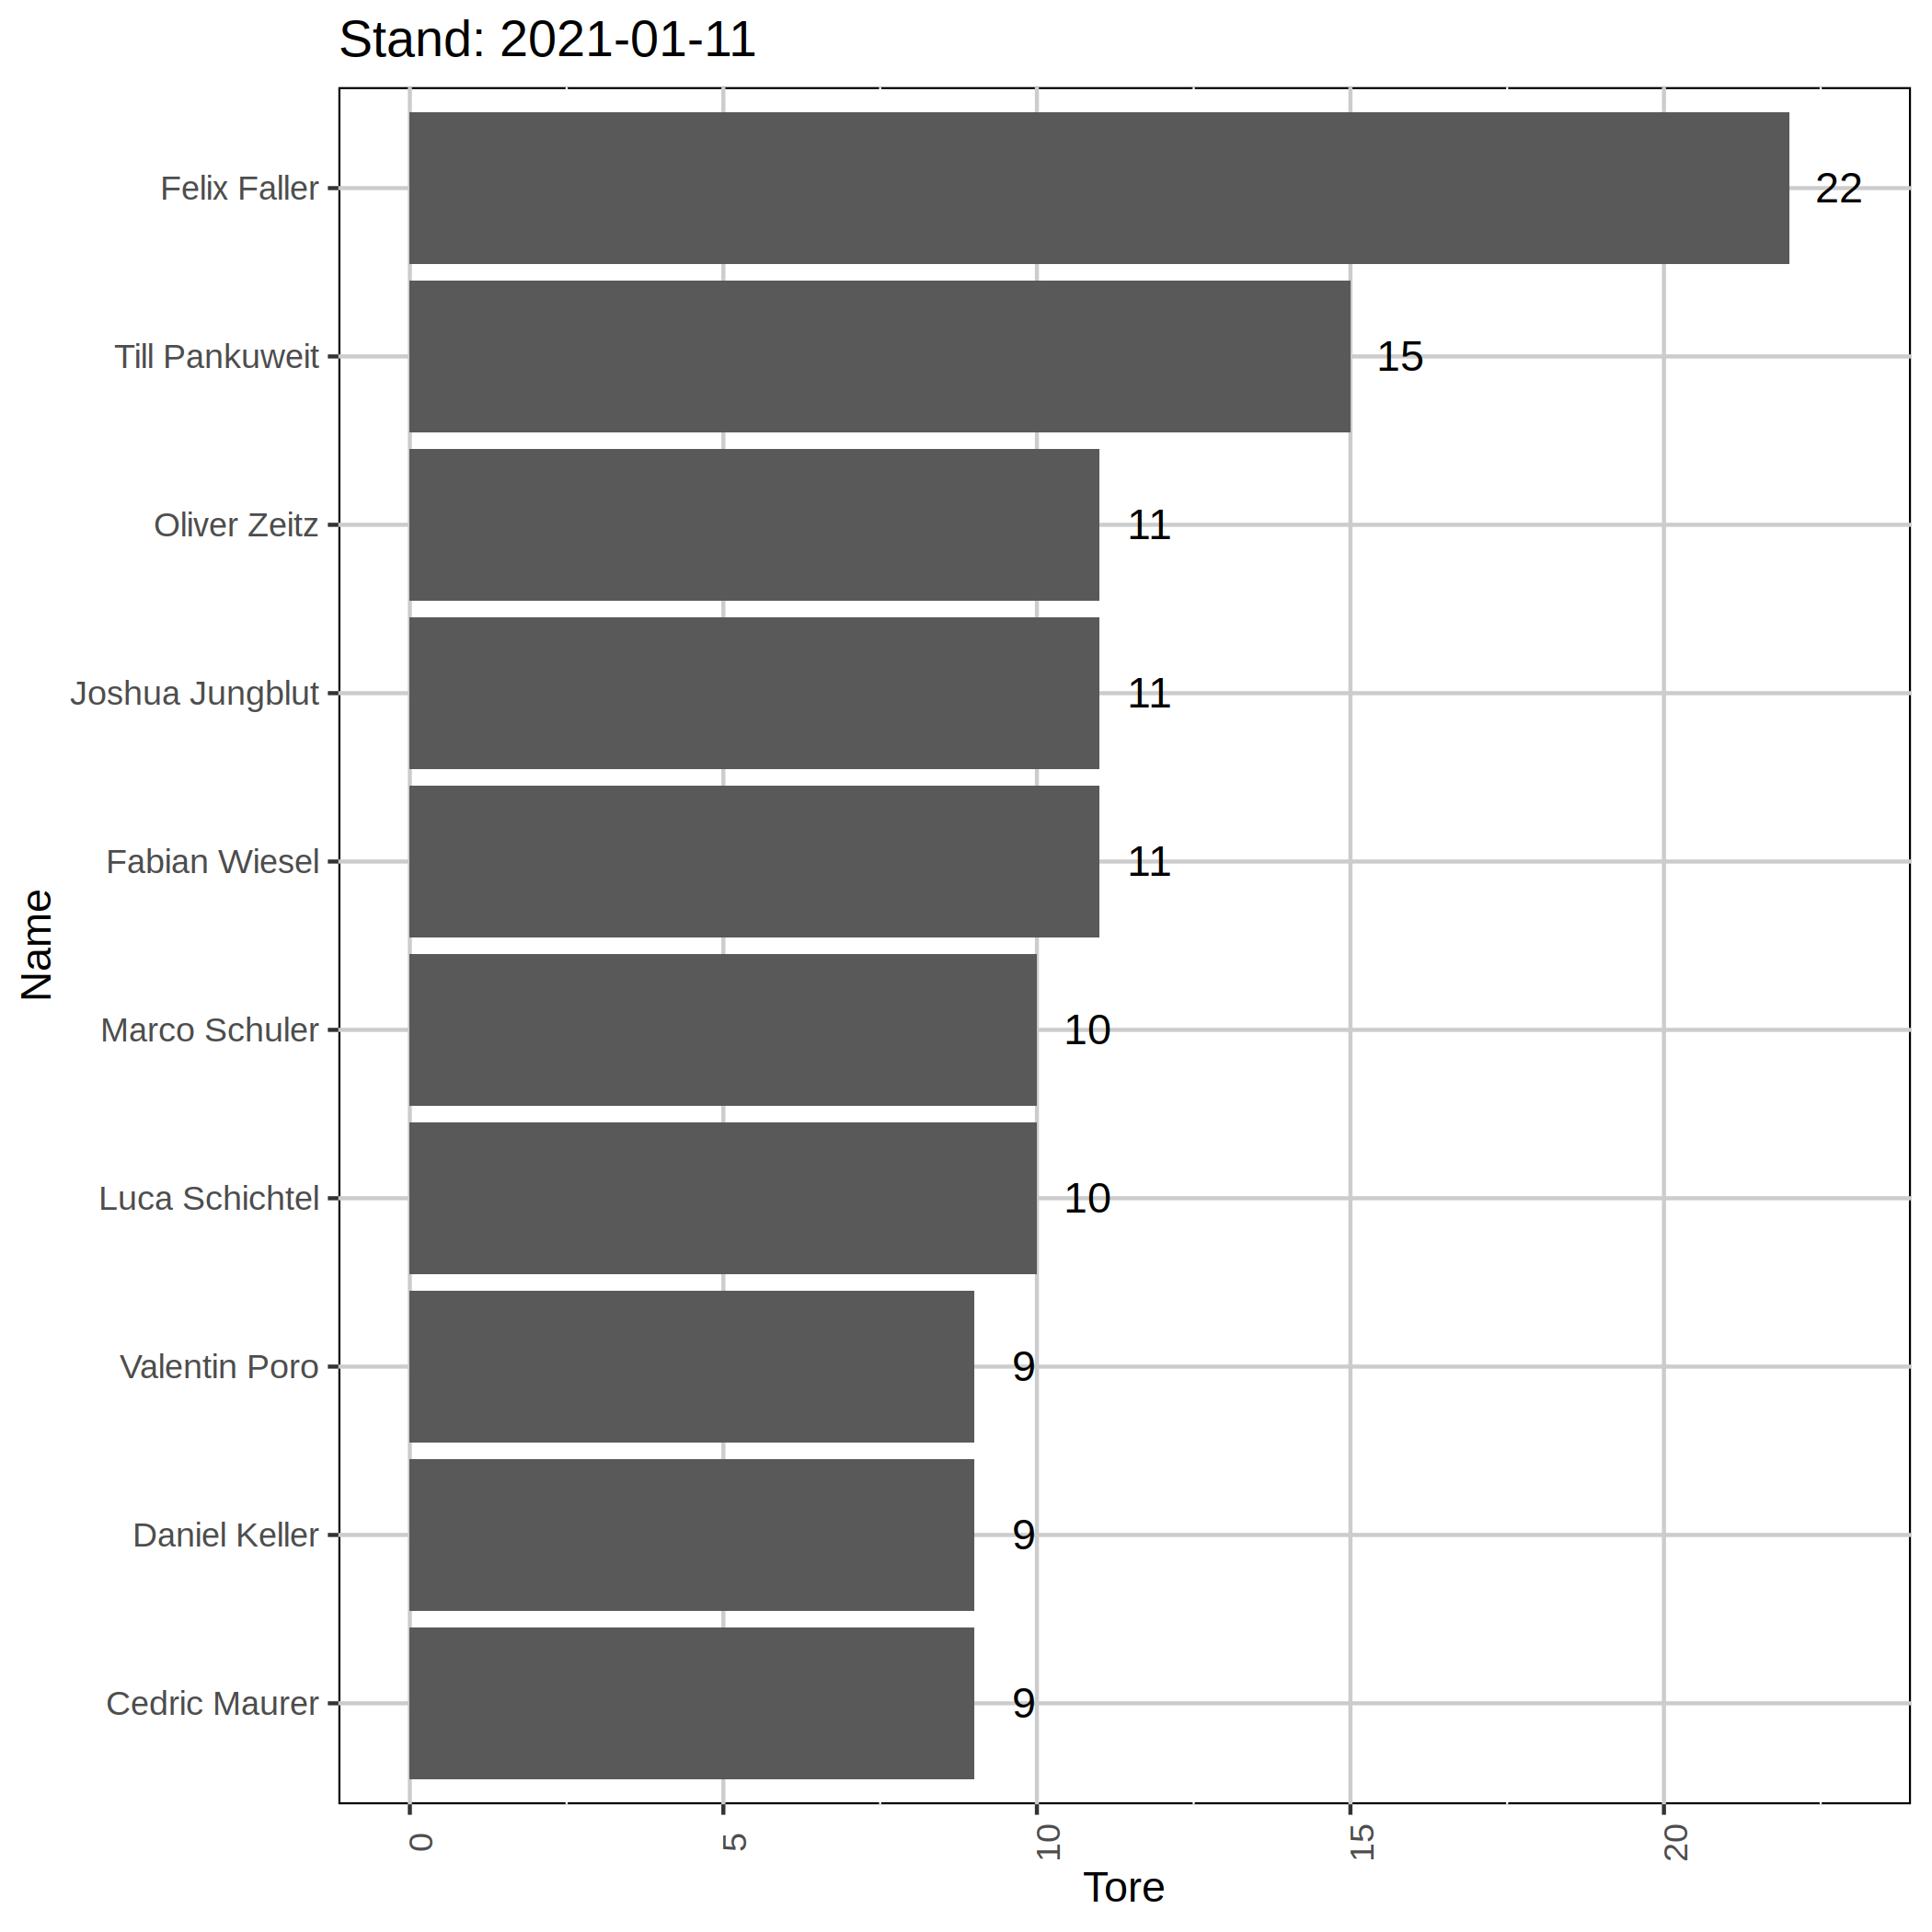 Stand: 2021-01-11
Felix Faller 22
Till Pankuweit 15
Oliver Zeitz 11
Joshua Jungblut 11
Fabian Wiesel 11
Name
Marco Schuler 10
Luca Schichtel 10
Valentin Poro 9
Daniel Keller 9
Cedric Maurer 9
0 5 10 15 20
Tore